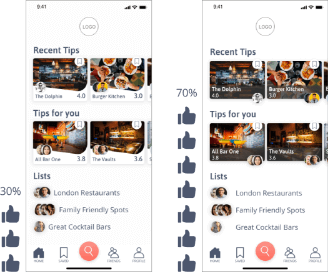 9:41
LOGO
Recent Tips
The Dolphin 4.0
Burger Kitchen 3.0
Tips for you
All Bar One 3.8
The Vaults 3.6
Lists
London Restaurants
Family Friendly Spots
Great Cocktail Bars
HOME
FRIENDS
PROFILE
30%
9:41
LOGO
Recent Tips
The Dolphin
4.0
Burger Kitchen
3.0
Tips for you
All Bar One
3.8
The Vaults
3.6
Lists
London Restaurants
Family Friendly Spots
Great Cocktail Bars
HOME
FRIENDS
PROFILE
70%